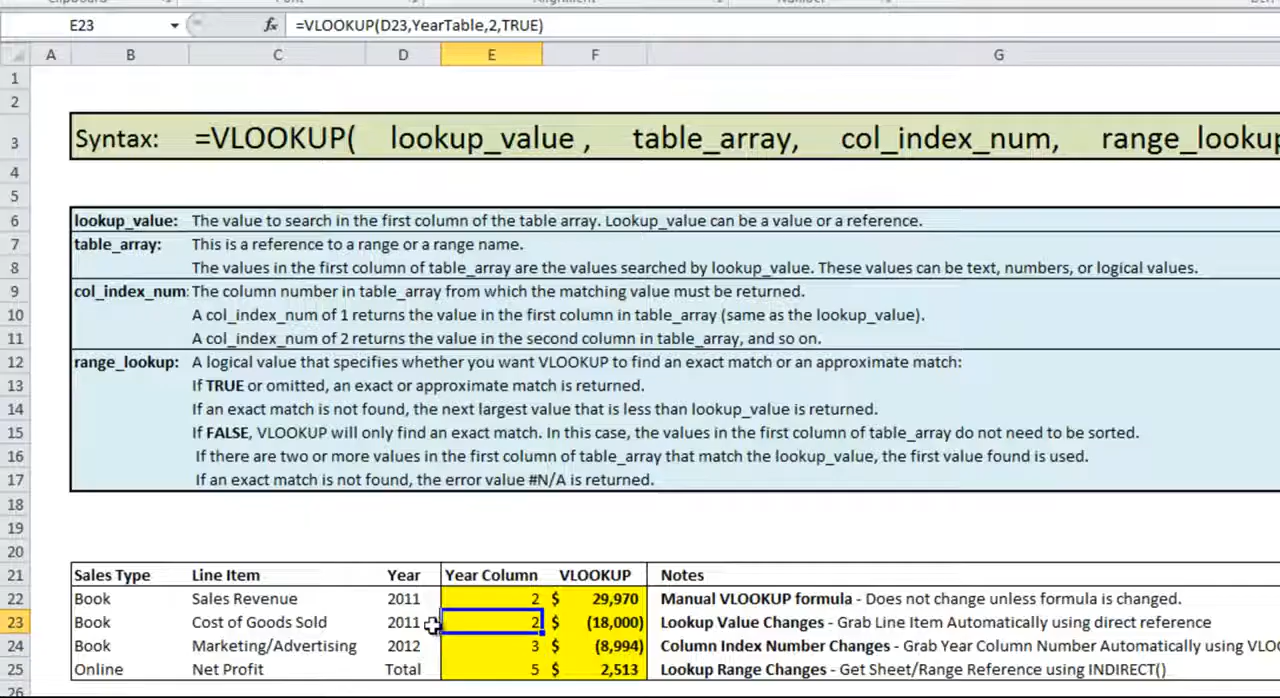 E23 fx =VLOOKUP(D23,YearTable,2,TRUE)
A B C D E F G
1
2
3 Syntax: =VLOOKUP( lookup_value , table_array, col_index_num, range_lookup
4
5
6 lookup_value: The value to search in the first column of the table array. Lookup_value can be a value or a reference.
7 table_array: This is a reference to a range or a range name.
8 The values in the first column of table_array are the values searched by lookup_value. These values can be text, numbers, or logical values.
9 col_index_num: The column number in table_array from which the matching value must be returned.
10 A col_index_num of 1 returns the value in the first column in table_array (same as the lookup_value).
11 A col_index_num of 2 returns the value in the second column in table_array, and so on.
12 range_lookup: A logical value that specifies whether you want VLOOKUP to find an exact match or an approximate match:
13 If TRUE or omitted, an exact or approximate match is returned.
14 If an exact match is not found, the next largest value that is less than lookup_value is returned.
15 If FALSE, VLOOKUP will only find an exact match. In this case, the values in the first column of table_array do not need to be sorted.
16 If there are two or more values in the first column of table_array that match the lookup_value, the first value found is used.
17 If an exact match is not found, the error value #N/A is returned.
18
19
20
21 Sales Type Line Item Year Year Column VLOOKUP Notes
22 Book Sales Revenue 2011 2 $ 29,970 Manual VLOOKUP formula - Does not change unless formula is changed.
23 Book Cost of Goods Sold 2011 2 $ (18,000) Lookup Value Changes - Grab Line Item Automatically using direct reference
24 Book Marketing/Advertising 2012 3 $ (8,994) Column Index Number Changes - Grab Year Column Number Automatically using VLO
25 Online Net Profit Total 5 $ 2,513 Lookup Range Changes - Get Sheet/Range Reference using INDIRECT()
26